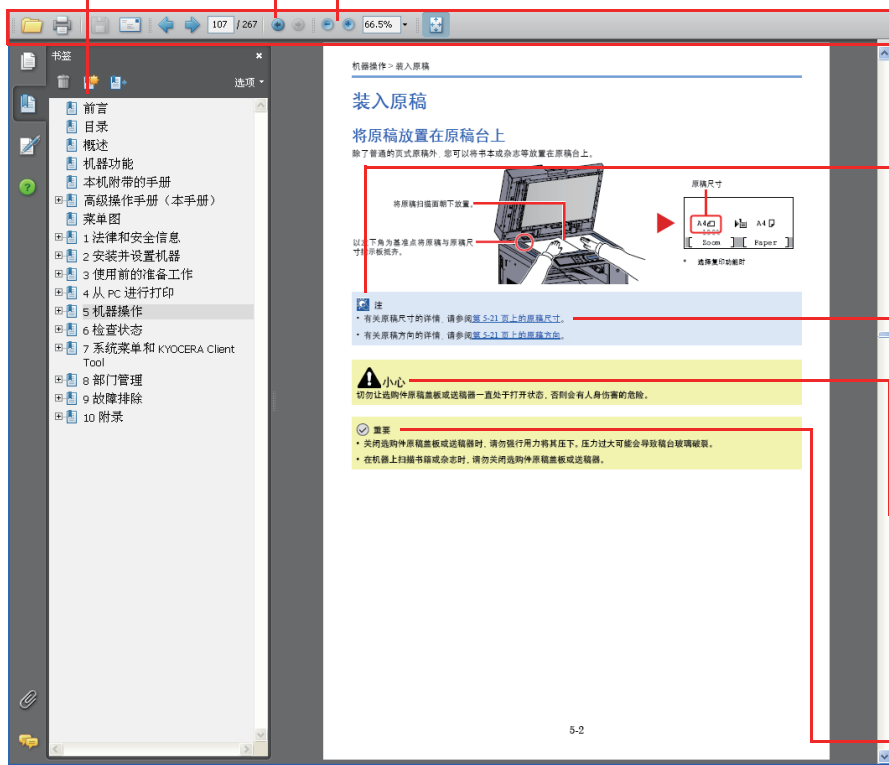 107 / 267
66.5%
书签
选项
前言
目录
概述
机器功能
本机附带的手册
高级操作手册（本手册）
菜单图
1 法律和安全信息
2 安装并设置机器
3 使用前的准备工作
4 从 PC 进行打印
5 机器操作
6 检查状态
7 系统菜单和 KYOCERA Client
Tool
8 部门管理
9 故障排除
10 附录
机器操作 > 装入原稿
装入原稿
将原稿放置在原稿台上
除了普通的页式原稿外，您可以将书本或杂志等放置在原稿台上。
将原稿扫描面朝下放置。
以左下角为基准点将原稿与原稿尺
寸指示板抵齐。
原稿尺寸
A4 A4
100%
[ Zoom ] [ Paper ]
* 选择复印功能时
注
• 有关原稿尺寸的详情，请参阅第 5-21 页上的原稿尺寸。
• 有关原稿方向的详情，请参阅第 5-21 页上的原稿方向。
小心
切勿让选购件原稿盖板或送稿器一直处于打开状态，否则会有人身伤害的危险。
重要
• 关闭选购件原稿盖板或送稿器时，请勿强行用力将其压下。压力过大可能会导致稿台玻璃破裂。
• 在机器上扫描书籍或杂志时，请勿关闭选购件原稿盖板或送稿器。
5-2